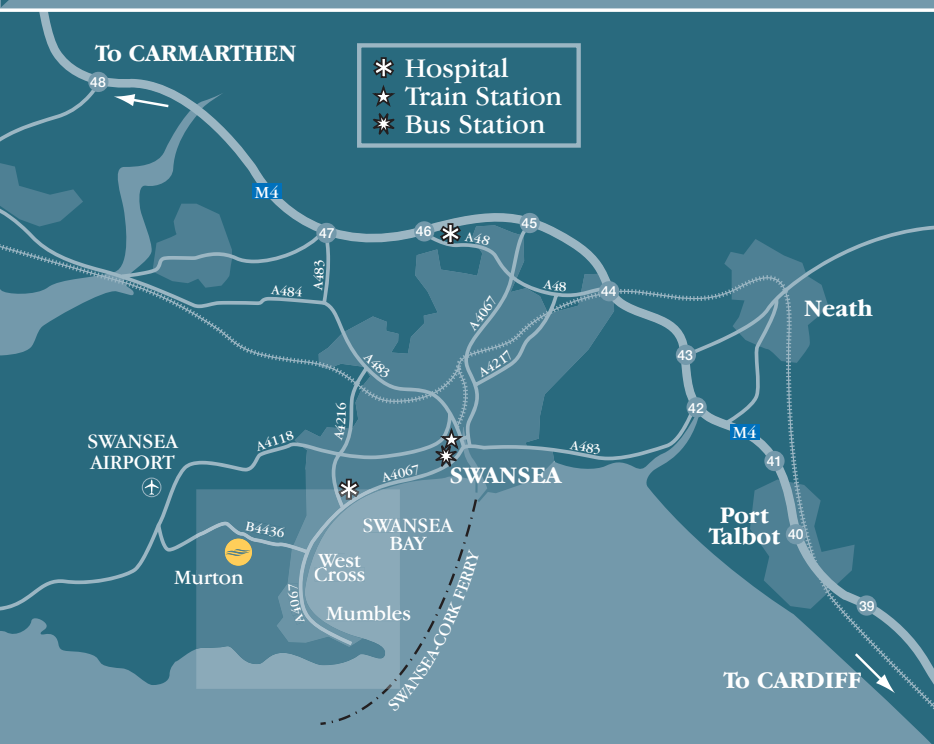 To CARMARTHEN
Hospital
Train Station
Bus Station
48
M4
47
46
45
A48
A483
A484
A48
44
A4067
Neath
A483
A4217
43
A4216
42
M4
SWANSEA
AIRPORT
A4118
A483
41
SWANSEA
A4067
Port
Talbot
40
SWANSEA
BAY
B4436
West
Cross
Murton
A4067
Mumbles
SWANSEA-CORK FERRY
39
To CARDIFF